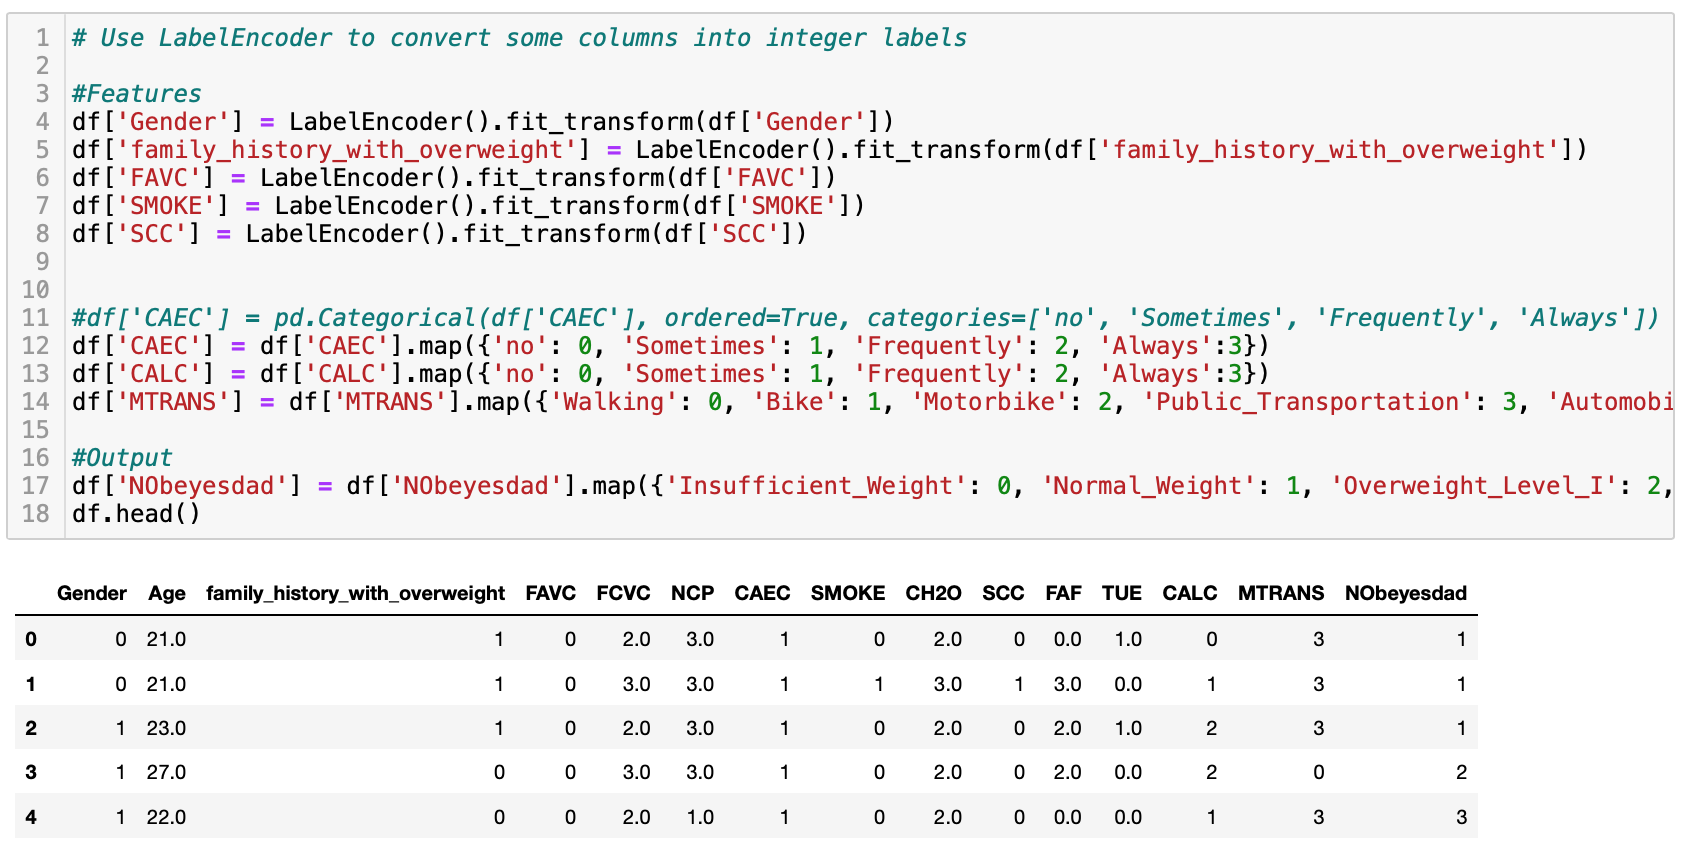 1 # Use LabelEncoder to convert some columns into integer labels
2
3 #Features
4 df['Gender'] = LabelEncoder().fit_transform(df['Gender'])
5 df['family_history_with_overweight'] = LabelEncoder().fit_transform(df['family_history_with_overweight'])
6 df['FAVC'] = LabelEncoder().fit_transform(df['FAVC'])
7 df['SMOKE'] = LabelEncoder().fit_transform(df['SMOKE'])
8 df['SCC'] = LabelEncoder().fit_transform(df['SCC'])
9
10
11 #df['CAEC'] = pd.Categorical(df['CAEC'], ordered=True, categories=['no', 'Sometimes', 'Frequently', 'Always'])
12 df['CAEC'] = df['CAEC'].map({'no': 0, 'Sometimes': 1, 'Frequently': 2, 'Always':3})
13 df['CALC'] = df['CALC'].map({'no': 0, 'Sometimes': 1, 'Frequently': 2, 'Always':3})
14 df['MTRANS'] = df['MTRANS'].map({'Walking': 0, 'Bike': 1, 'Motorbike': 2, 'Public_Transportation': 3, 'Automobi
15
16 #Output
17 df['NObeyesdad'] = df['NObeyesdad'].map({'Insufficient_Weight': 0, 'Normal_Weight': 1, 'Overweight_Level_I': 2,
18 df.head()
Gender Age family_history_with_overweight FAVC FCVC NCP CAEC SMOKE CH2O SCC FAF TUE CALC MTRANS NObeyesdad
0 0 21.0 1 0 2.0 3.0 1 0 2.0 0 0.0 1.0 0 3 1
1 0 21.0 1 0 3.0 3.0 1 1 3.0 1 3.0 0.0 1 3 1
2 1 23.0 1 0 2.0 3.0 1 0 2.0 0 2.0 1.0 2 3 1
3 1 27.0 0 0 3.0 3.0 1 0 2.0 0 2.0 0.0 2 0 2
4 1 22.0 0 0 2.0 1.0 1 0 2.0 0 0.0 0.0 1 3 3